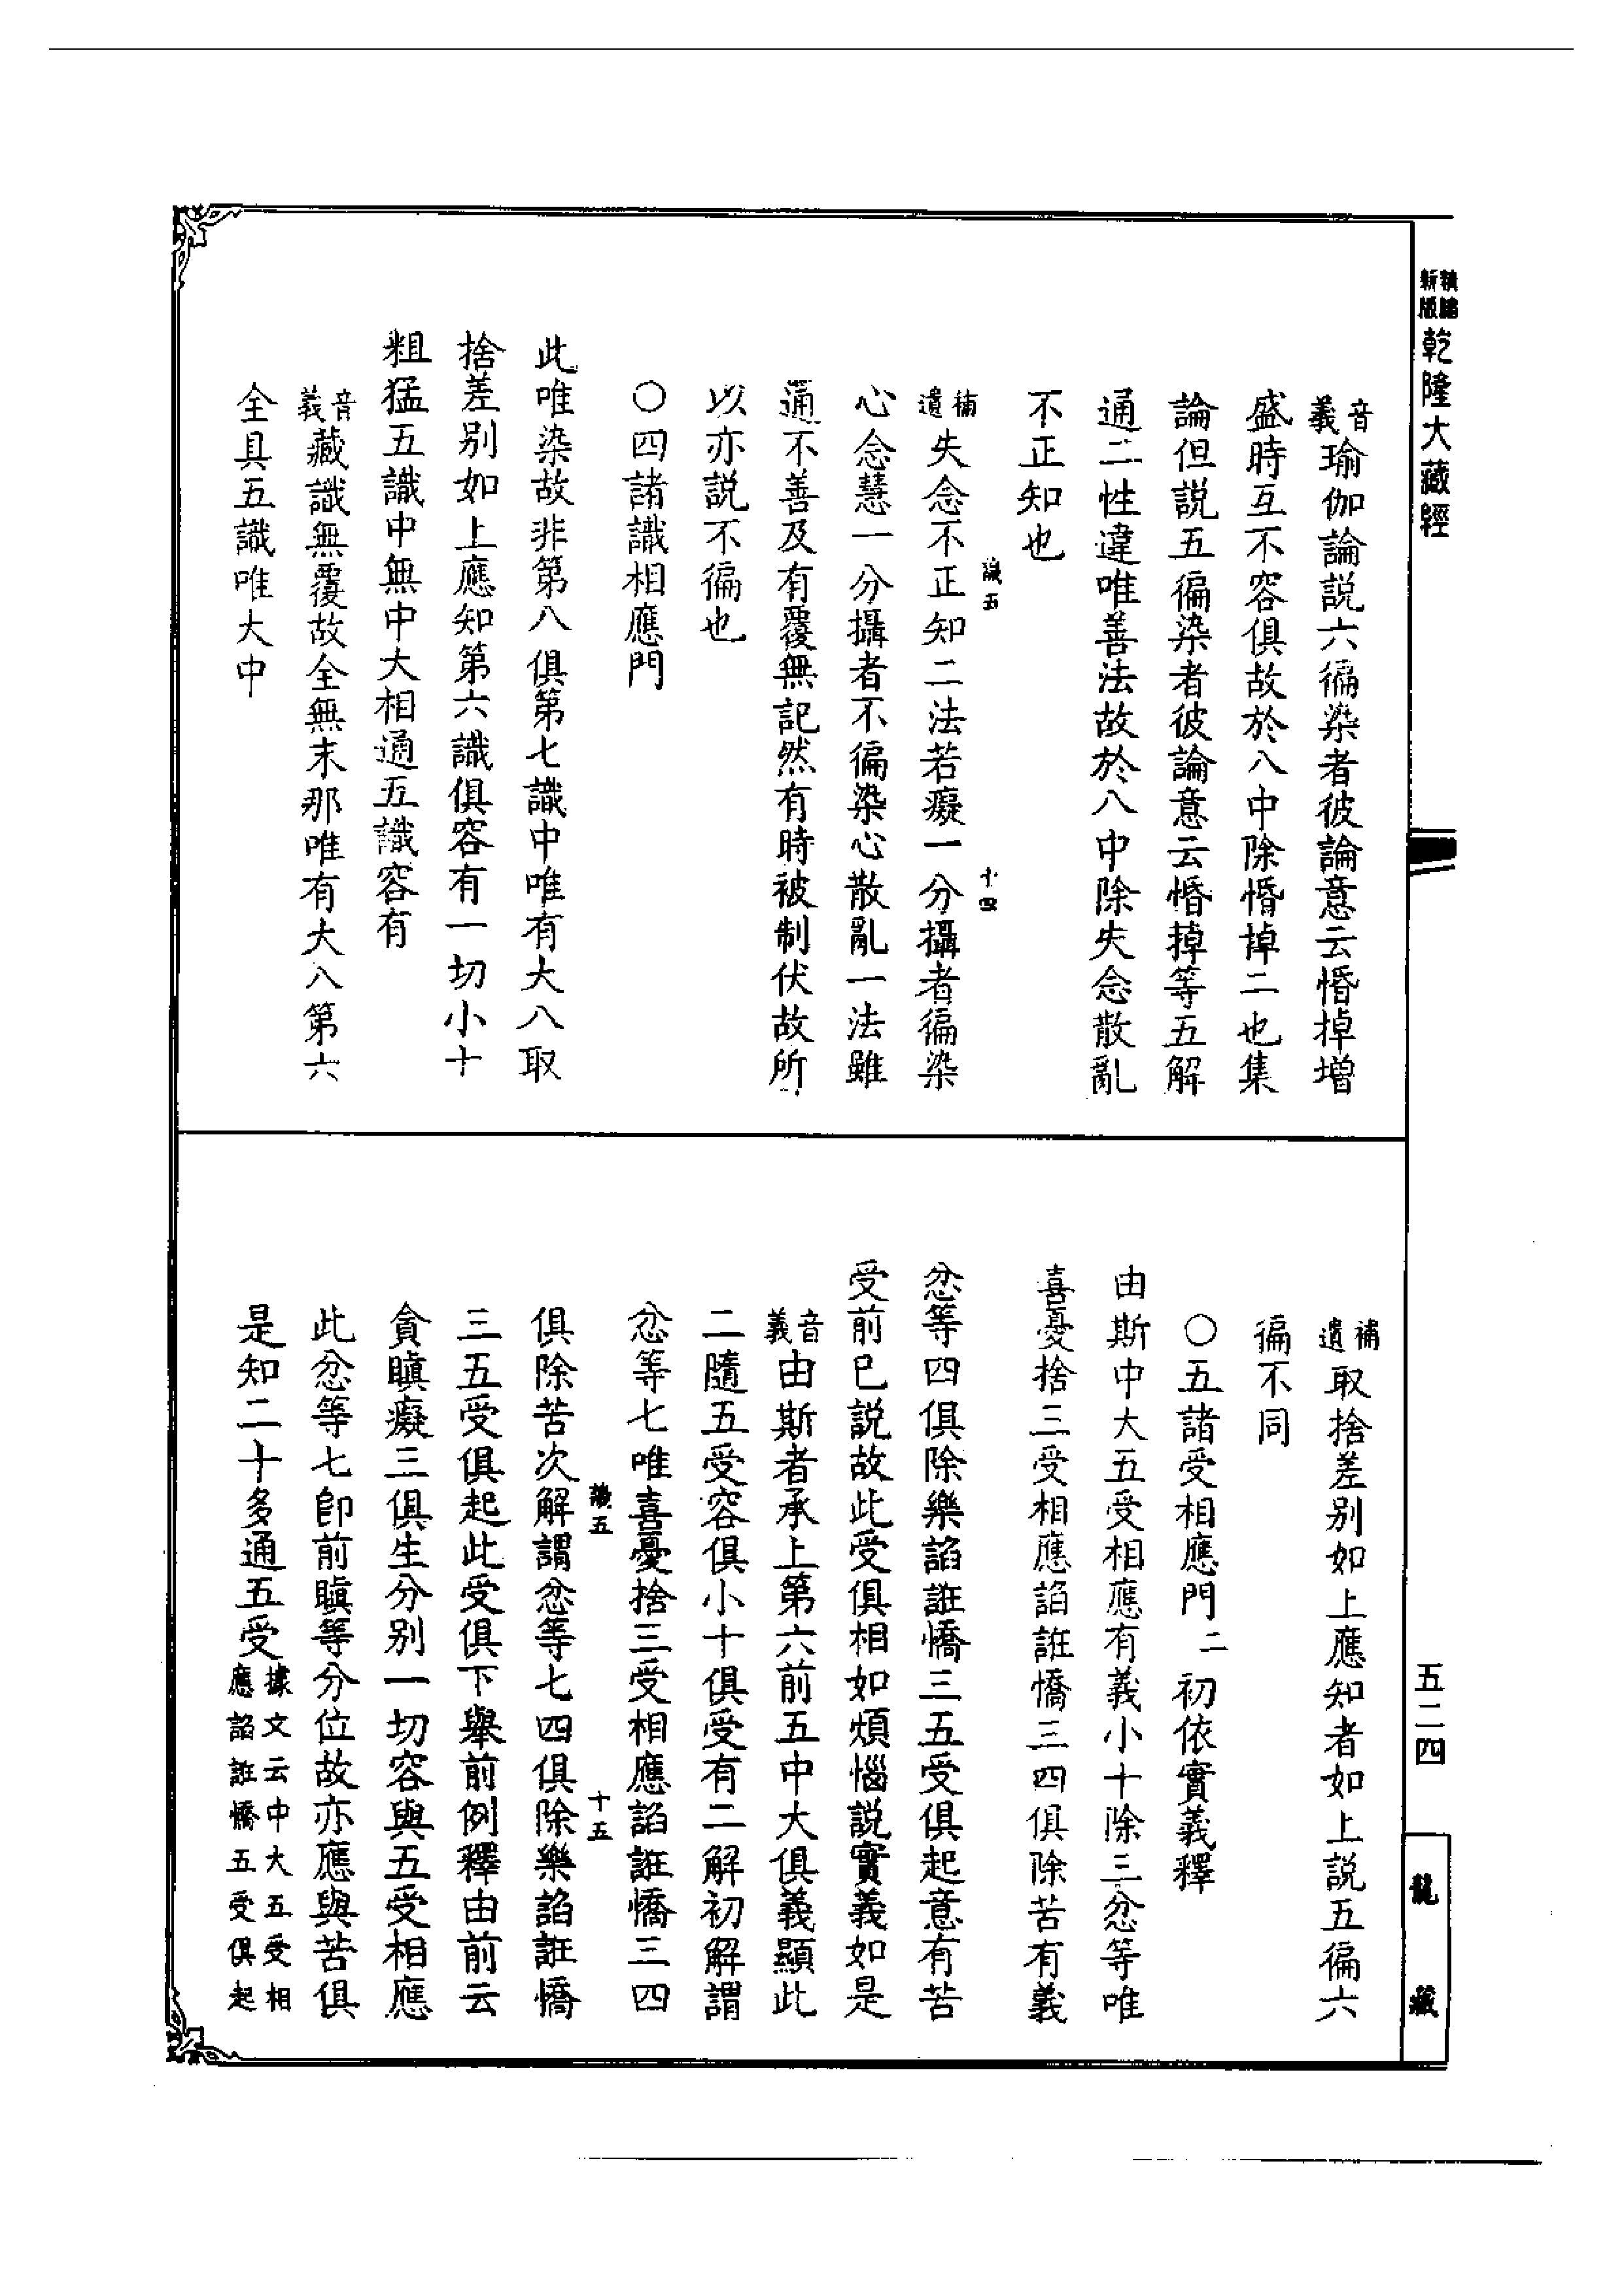 精縮
新版
乾隆大藏經
音義瑜伽論説六徧染者彼論意云惛掉增
盛時互不容俱故於八中除惛掉二也集
論但説五徧染者彼論意云惛掉等五解
通二性違唯善法故於八中除失念散亂
不正知也
識五 十四
補遺失念不正知二法若癡一分攝者徧染
心念慧一分攝者不徧染心散亂一法雖
通不善及有覆無記然有時被制伏故所
以亦説不徧也
○四諸識相應門
此唯染故非第八俱第七識中唯有大八取
捨差别如上應知第六識俱容有一切小十
粗猛五識中無中大相通五識容有
音義藏識無覆故全無末那唯有大八第六
全具五識唯大中
補遺取捨差别如上應知者如上説五徧六
徧不同
○五諸受相應門二初依實義釋
由斯中大五受相應有義小十除三忿等唯
喜憂捨三受相應諂誑憍三四俱除苦有義
忿等四俱除樂諂誑憍三五受俱起意有苦
受前已説故此受俱相如煩惱説實義如是
音義由斯者承上第六前五中大俱義顯此
二隨五受容俱小十俱受有二解初解謂
忿等七唯喜憂捨三受相應諂誑憍三四
識五 十五
俱除苦次解謂忿等七四俱除樂諂誑憍
三五受俱起此受俱下舉前例釋由前云
貪瞋癡三俱生分别一切容與五受相應
此忿等七卽前瞋等分位故亦應與苦俱
是知二十多通五受據文云中大五受相
應諂誑憍五受俱起
五二四
龍藏